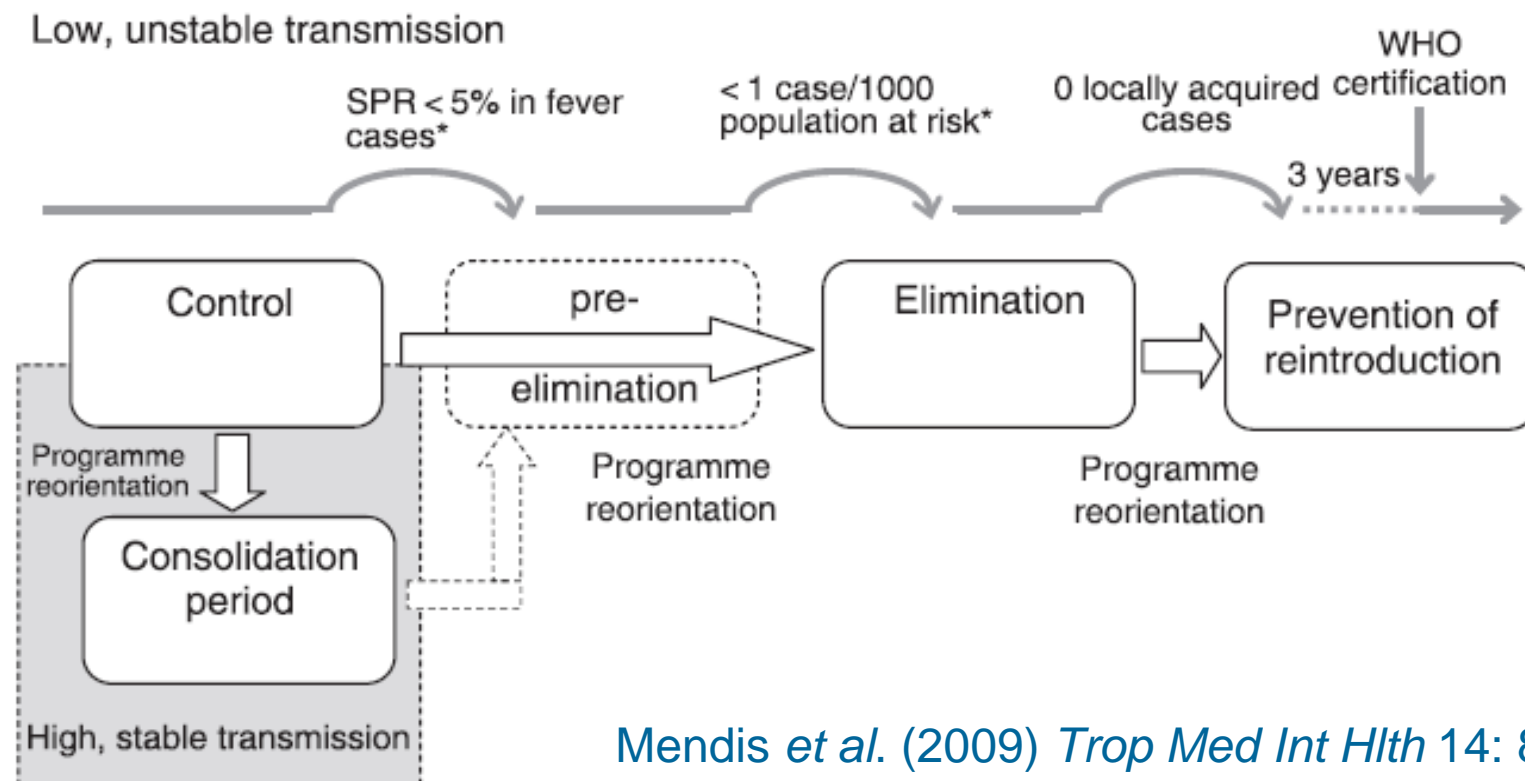 Low, unstable transmission
SPR < 5% in fever
cases*
< 1 case/1000
population at risk*
0 locally acquired
cases
WHO
certification
3 years
Control
pre-
elimination
Elimination
Prevention of
reintroduction
Programme
reorientation
Programme
reorientation
Programme
reorientation
Consolidation
period
High, stable transmission
Mendis et al. (2009) Trop Med Int Hlth 14: